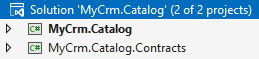 Solution 'MyCrm.Catalog' (2 of 2 projects)
C# MyCrm.Catalog
C# MyCrm.Catalog.Contracts